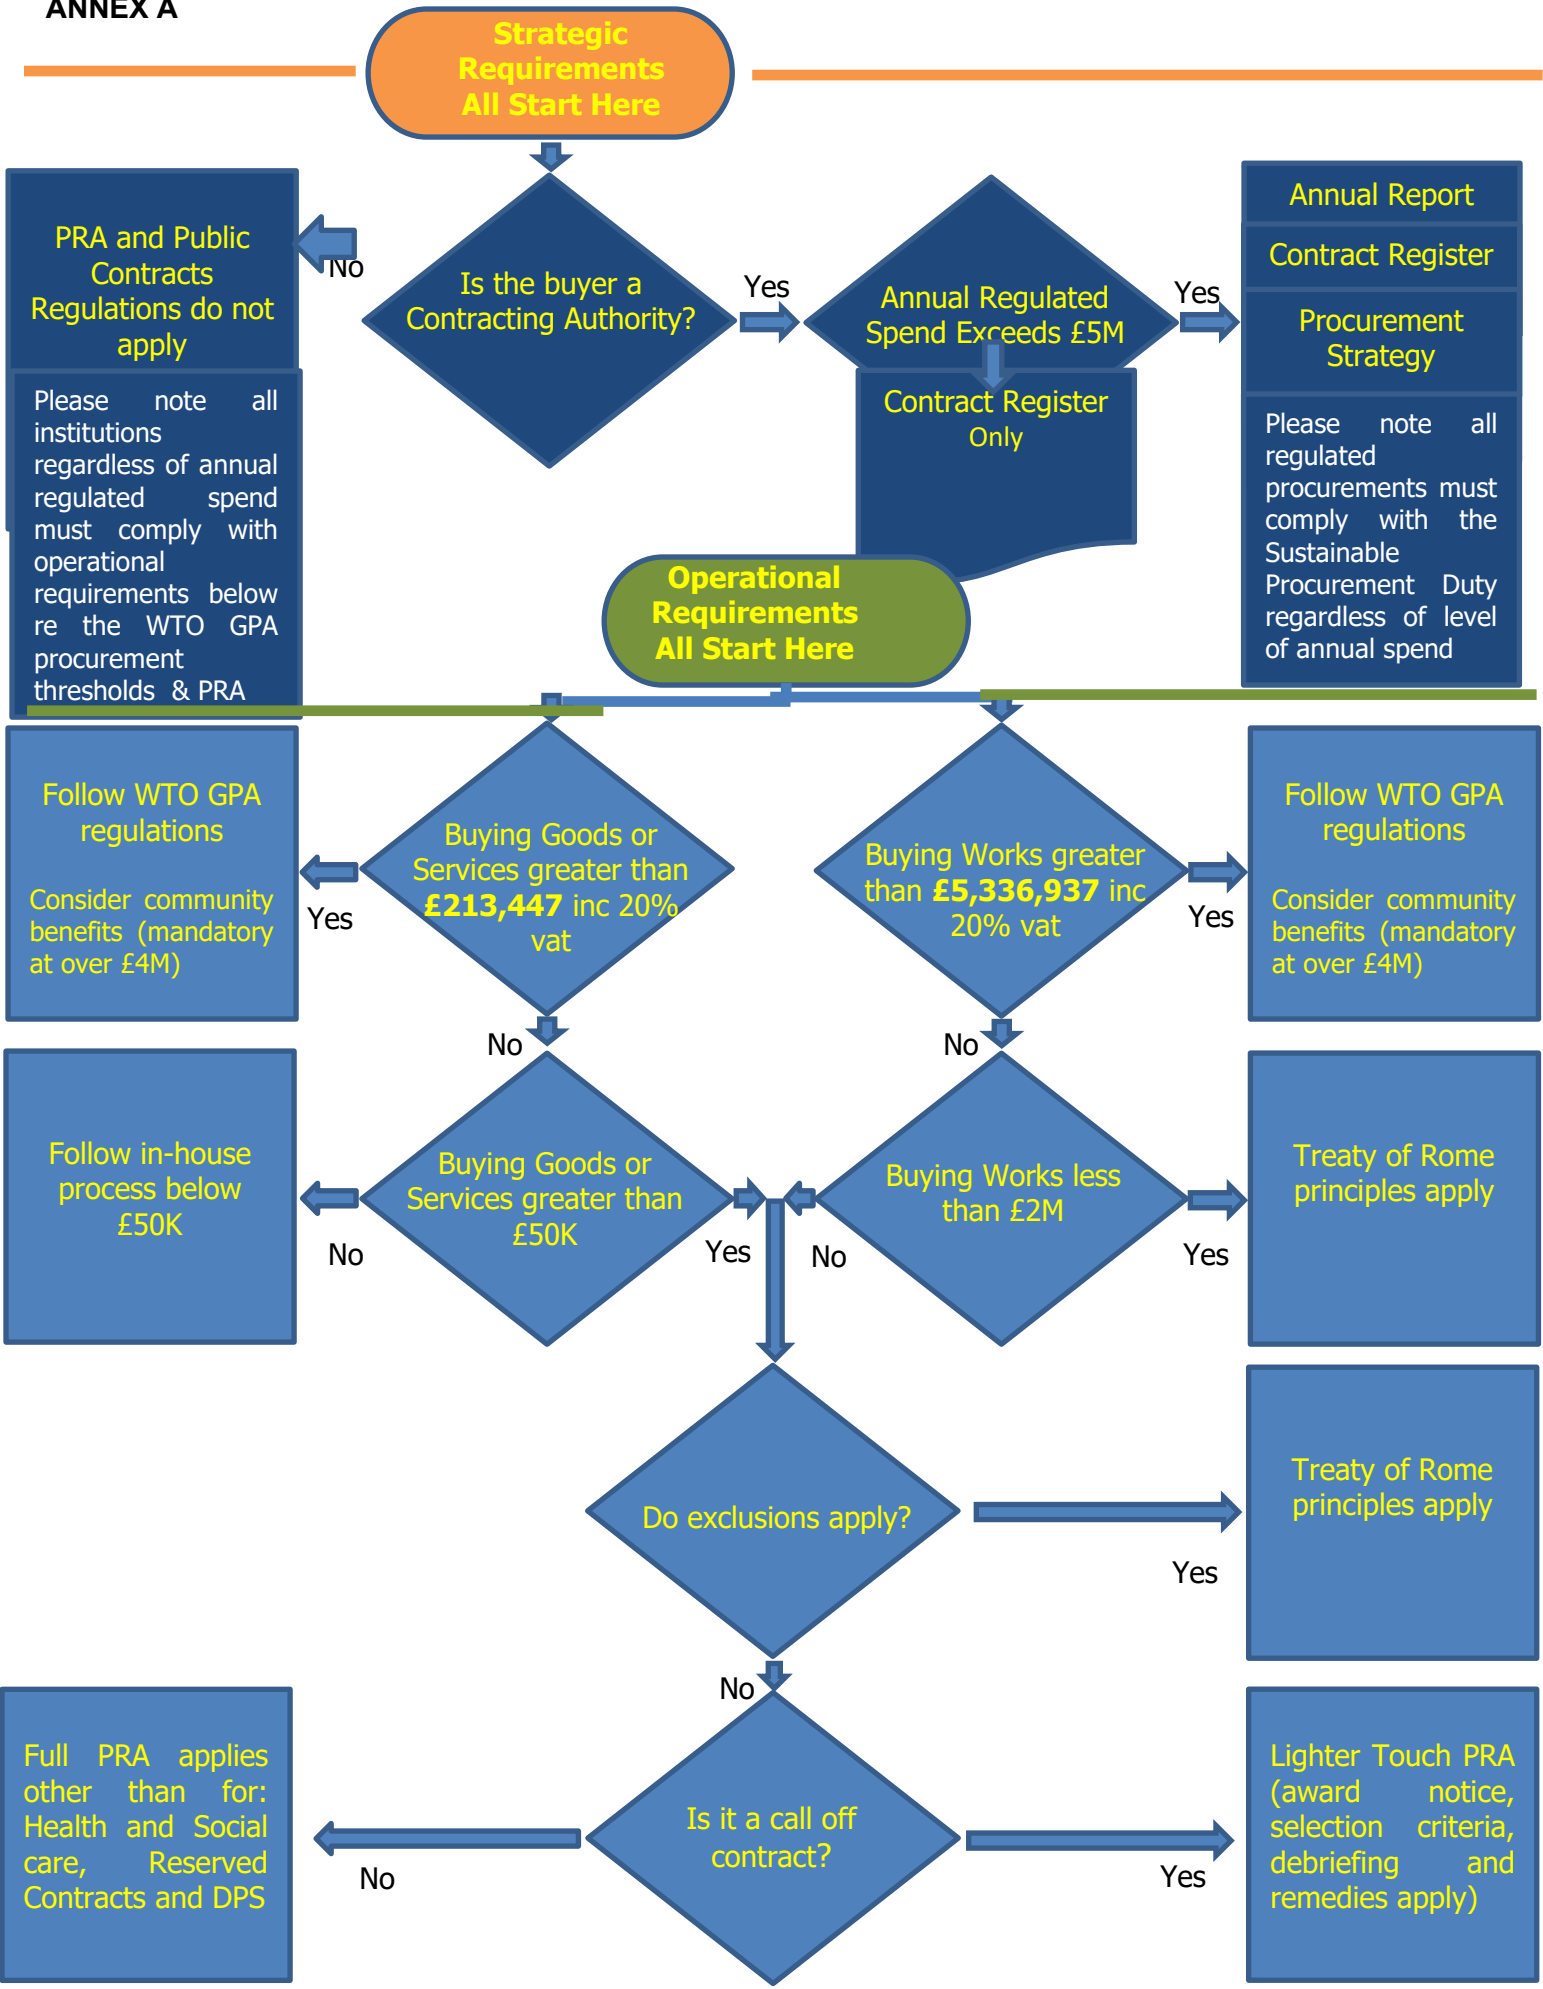 ANNEX A
Strategic
Requirements
All Start Here
PRA and Public
Contracts
Regulations do not
apply
No
Is the buyer a
Contracting Authority?
Yes
Annual Regulated
Spend Exceeds £5M
Yes
Annual Report
Contract Register
Procurement
Strategy
Please note all
institutions
regardless of annual
regulated spend
must comply with
operational
requirements below
re the WTO GPA
procurement
thresholds & PRA
Contract Register
Only
Please note all
regulated
procurements must
comply with the
Sustainable
Procurement Duty
regardless of level
of annual spend
Operational
Requirements
All Start Here
Follow WTO GPA
regulations
Consider community
benefits (mandatory
at over £4M)
Yes
Buying Goods or
Services greater than
£213,447 inc 20%
vat
Buying Works greater
than £5,336,937 inc
20% vat
Yes
Follow WTO GPA
regulations
Consider community
benefits (mandatory
at over £4M)
No
No
Follow in-house
process below
£50K
No
Buying Goods or
Services greater than
£50K
Yes
No
Buying Works less
than £2M
Yes
Treaty of Rome
principles apply
Do exclusions apply?
Yes
Treaty of Rome
principles apply
No
Full PRA applies
other than for:
Health and Social
care, Reserved
Contracts and DPS
No
Is it a call off
contract?
Yes
Lighter Touch PRA
(award notice,
selection criteria,
debriefing and
remedies apply)